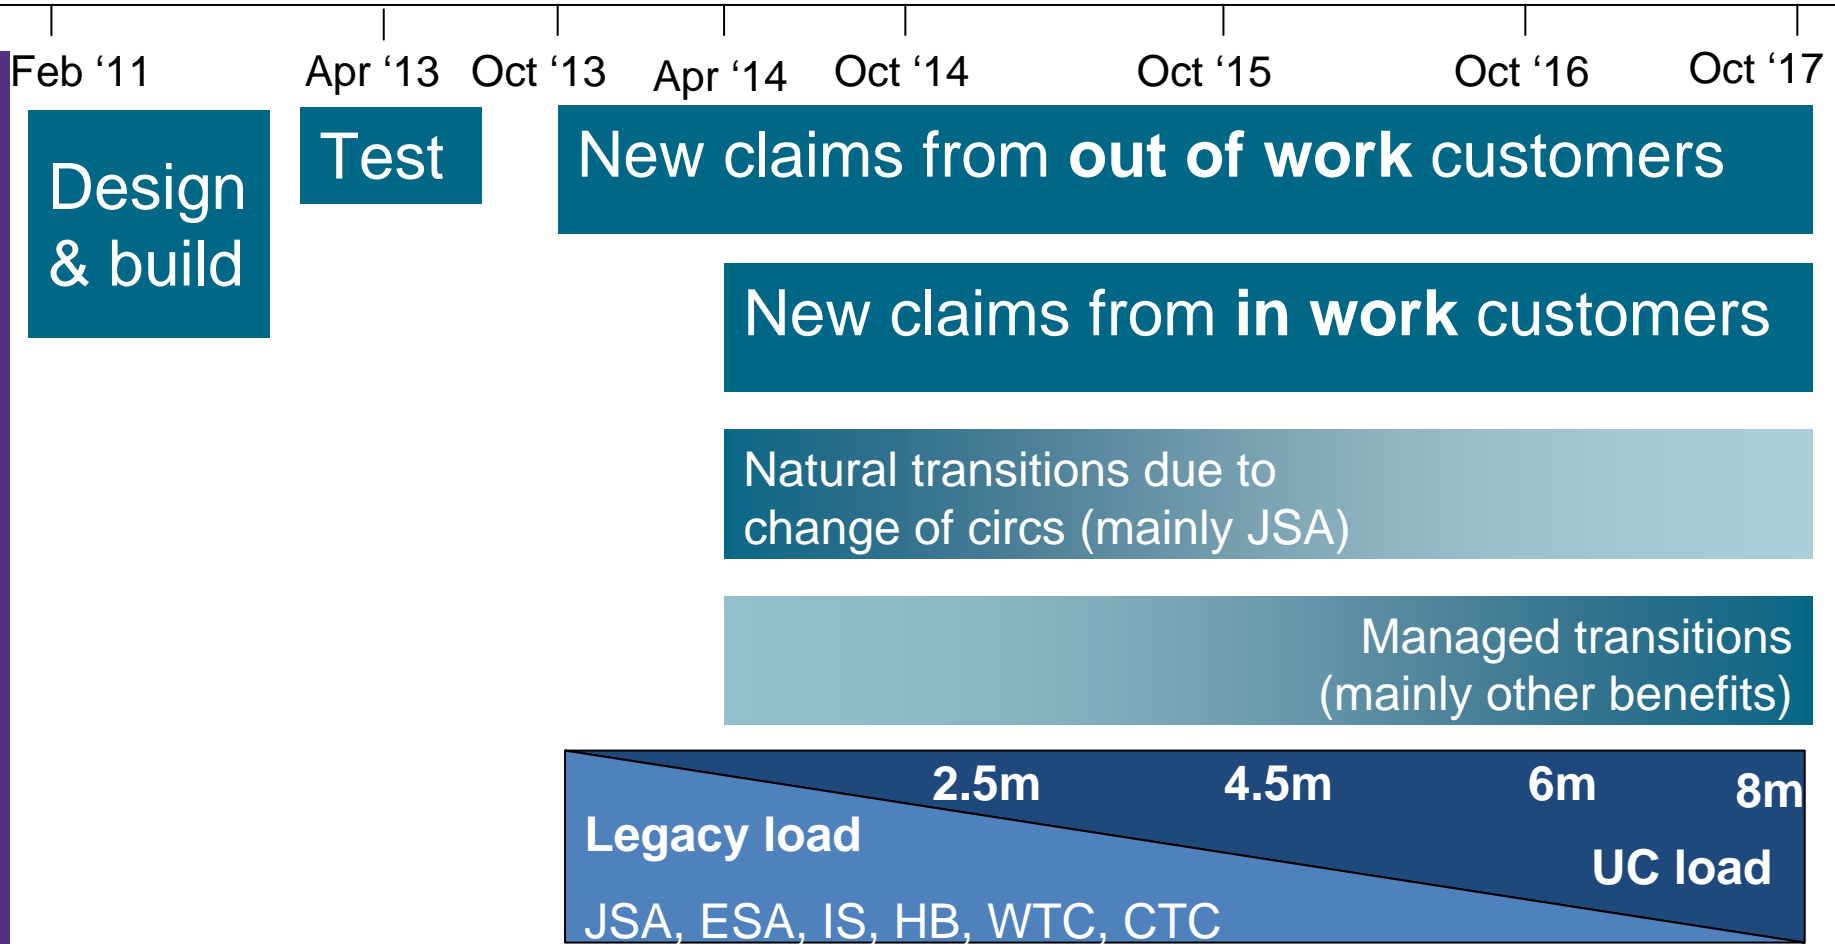 Feb ‘11
Apr ‘13
Oct ‘13
Apr ‘14
Oct ‘14
Oct ‘15
Oct ‘16
Oct ‘17
Design
& build
Test
New claims from out of work customers
New claims from in work customers
Natural transitions due to
change of circs (mainly JSA)
Managed transitions
(mainly other benefits)
2.5m
4.5m
6m
8m
Legacy load
UC load
JSA, ESA, IS, HB, WTC, CTC